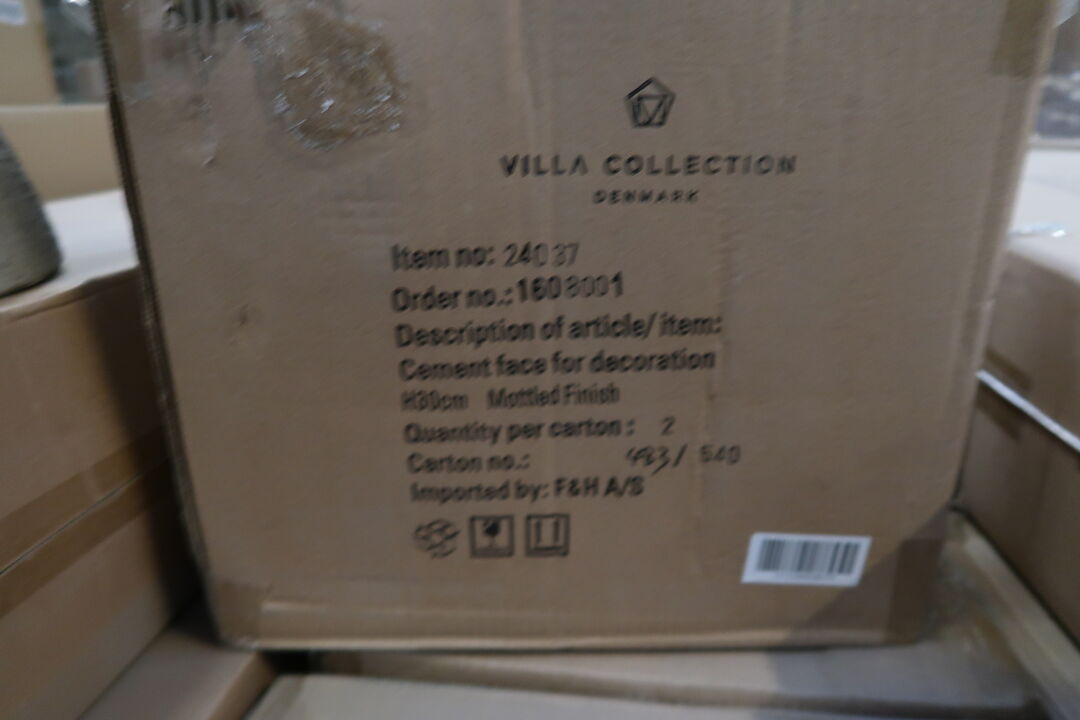 VILLA COLLECTION
DENMARK
Item no: 24037
Order no.: 1608001
Description of article/ item:
Cement face for decoration
H30cm Mottled Finish
Quantity per carton: 2
Carton no.: 483/ 540
Imported by: F&H A/S